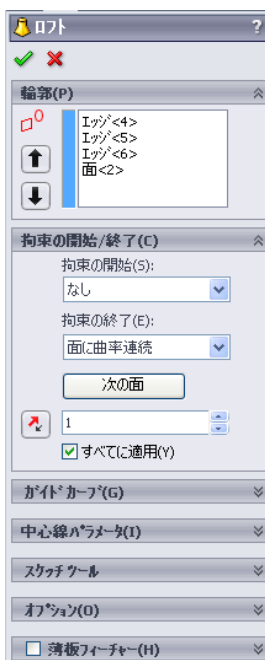 ロフト ?
輪郭(P)
エッジ<4>
エッジ<5>
エッジ<6>
面<2>
拘束の開始/終了(C)
拘束の開始(S):
なし
拘束の終了(E):
面に曲率連続
次の面
1
すべてに適用(Y)
ガイド カーブ(G)
中心線パラメータ(I)
スケッチ ツール
オプション(O)
薄板フィーチャー(H)